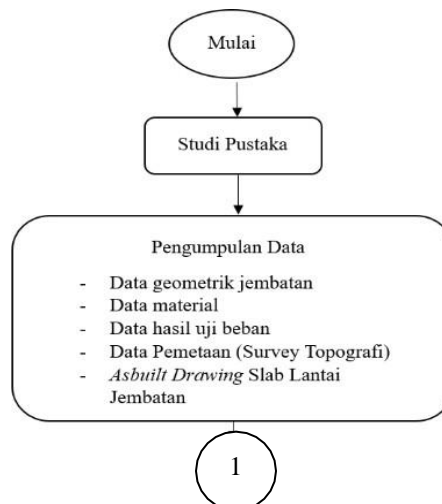 Mulai
Studi Pustaka
Pengumpulan Data
- Data geometrik jembatan
- Data material
- Data hasil uji beban
- Data Pemetaan (Survey Topografi)
- Asbuilt Drawing Slab Lantai
Jembatan
1